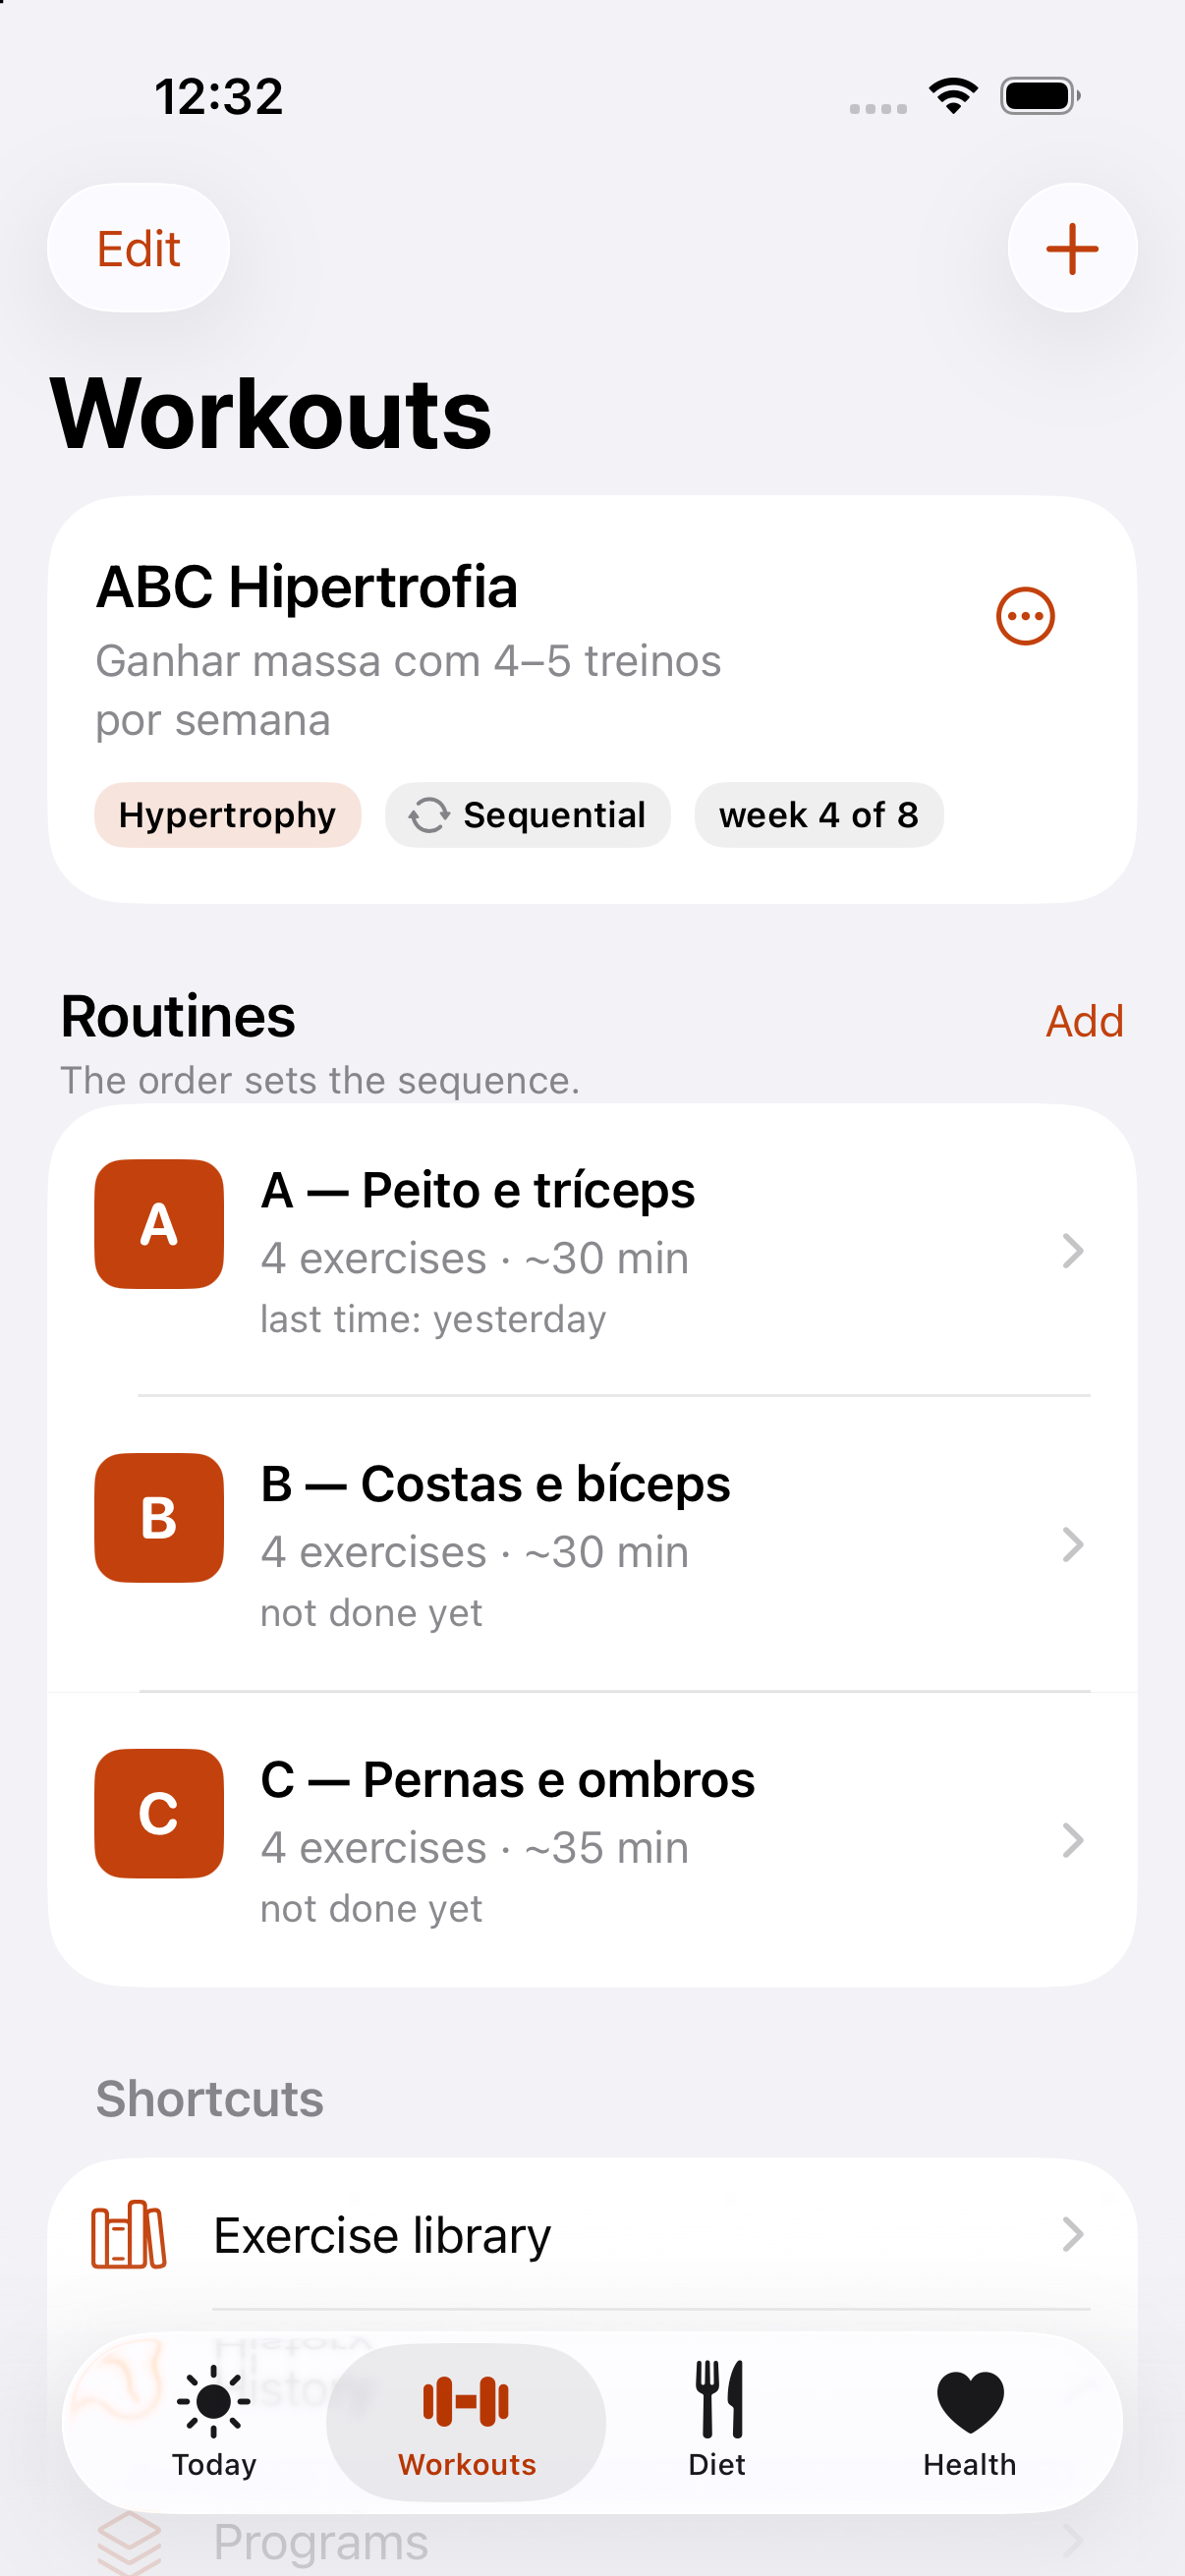 12:32
Edit
Workouts
ABC Hipertrofia
Ganhar massa com 4–5 treinos
por semana
Hypertrophy
Sequential
week 4 of 8
Routines
Add
The order sets the sequence.
A
A — Peito e tríceps
4 exercises · ~30 min
last time: yesterday
B
B — Costas e bíceps
4 exercises · ~30 min
not done yet
C
C — Pernas e ombros
4 exercises · ~35 min
not done yet
Shortcuts
Exercise library
History
Today
Workouts
Diet
Health
Programs